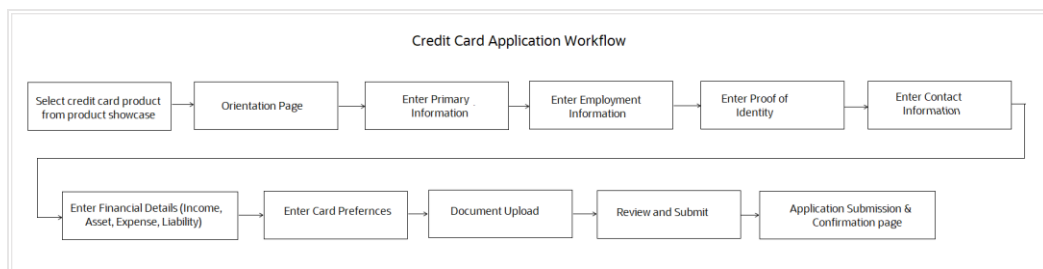 Credit Card Application Workflow
Select credit card product
from product showcase
Orientation Page
Enter Primary
Information
Enter Employment
Information
Enter Proof of
Identity
Enter Contact
Information
Enter Financial Details (Income,
Asset, Expense, Liability)
Enter Card Prefernces
Document Upload
Review and Submit
Application Submission &
Confirmation page